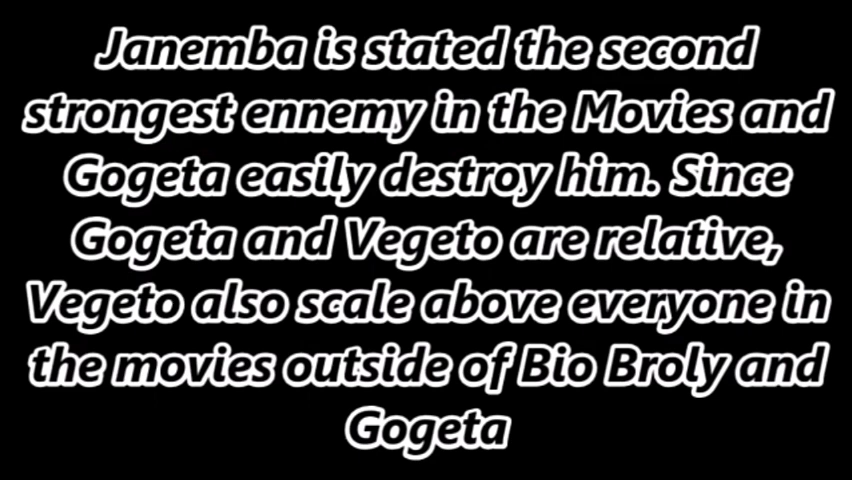 Janemba is stated the second
strongest ennemy in the Movies and
Gogeta easily destroy him. Since
Gogeta and Vegeto are relative,
Vegeto also scale above everyone in
the movies outside of Bio Broly and
Gogeta